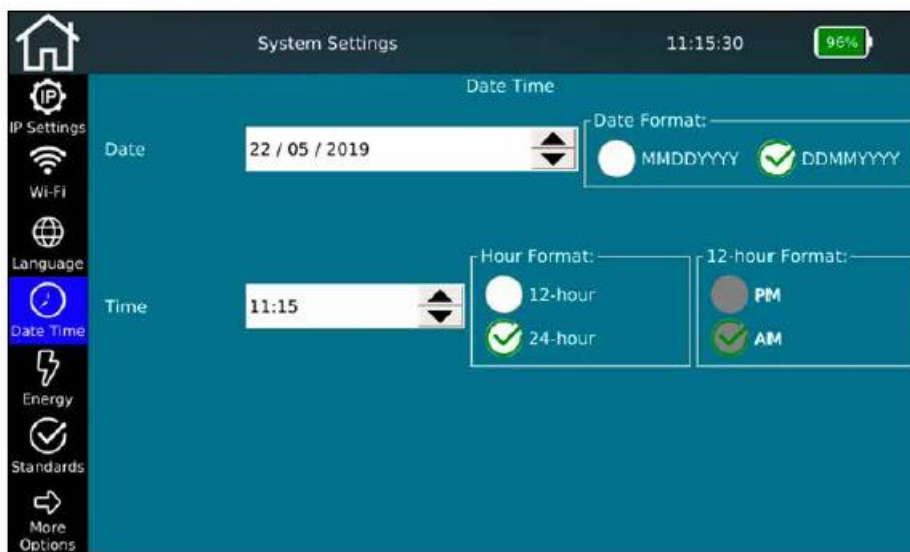 System Settings 11:15:30 96%
IP
IP Settings
Wi-Fi
Language
Date Time
Energy
Standards
More
Options
Date Time
Date 22 / 05 / 2019
Date Format:
MMDDYYYY DDMMYYYY
Time 11:15
Hour Format:
12-hour
24-hour
12-hour Format:
PM
AM